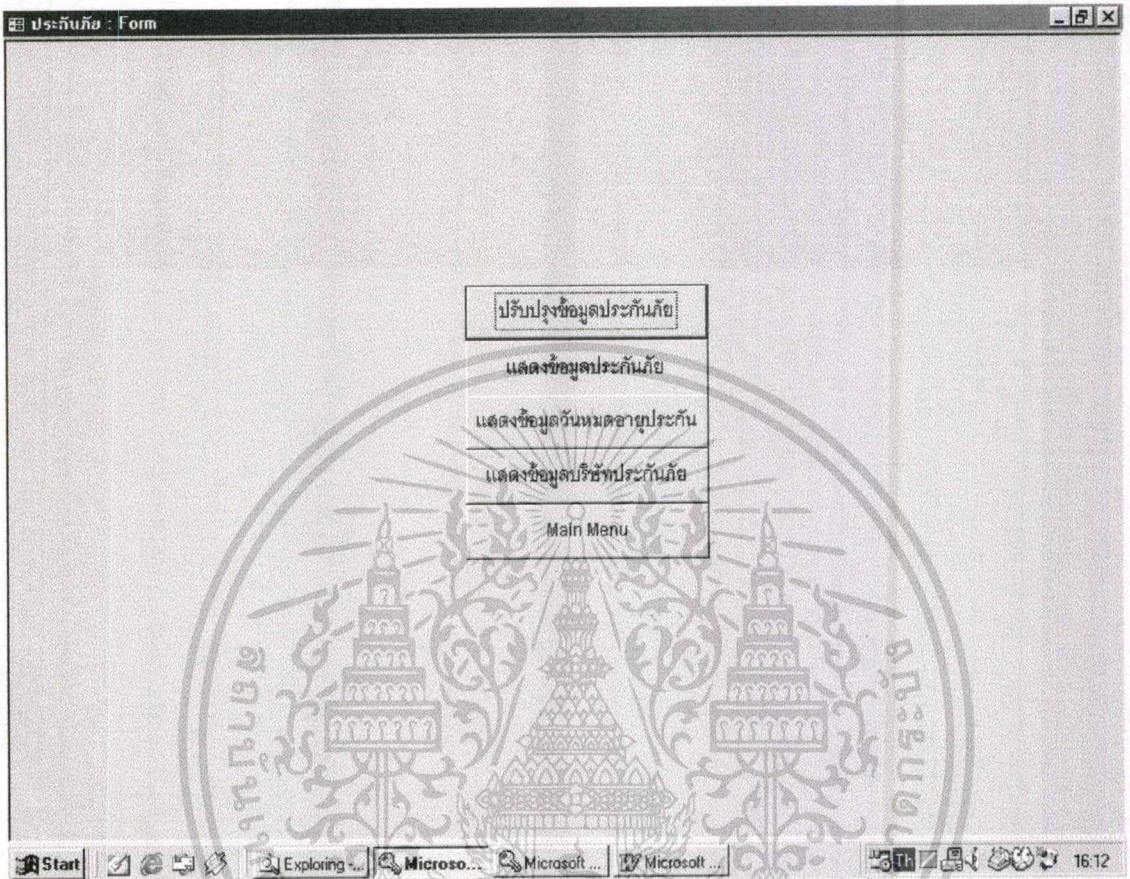 ประกันภัย : Form
ปรับปรุงข้อมูลประกันภัย
แสดงข้อมูลประกันภัย
แสดงข้อมูลวันหมดอายุประกัน
แสดงข้อมูลบริษัทประกันภัย
Main Menu
Start Exploring -... Microso... Microsoft ... Microsoft ... Th 16:12